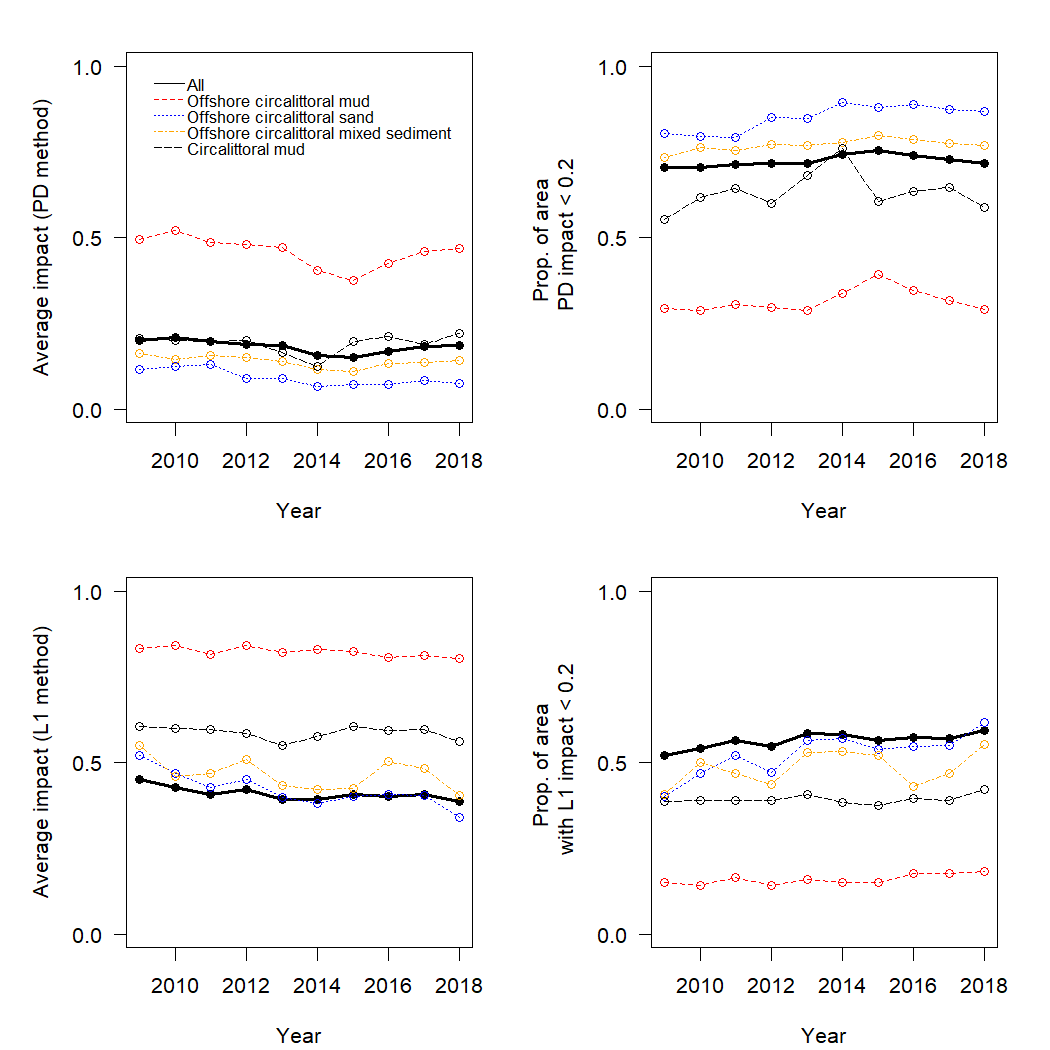 Average impact (PD method)
1.0
0.5
0.0
All
Offshore circalittoral mud
Offshore circalittoral sand
Offshore circalittoral mixed sediment
Circalittoral mud
2010 2012 2014 2016 2018
Year
Prop. of area
PD impact < 0.2
1.0
0.5
0.0
2010 2012 2014 2016 2018
Year
Average impact (L1 method)
1.0
0.5
0.0
2010 2012 2014 2016 2018
Year
Prop. of area
with L1 impact < 0.2
1.0
0.5
0.0
2010 2012 2014 2016 2018
Year